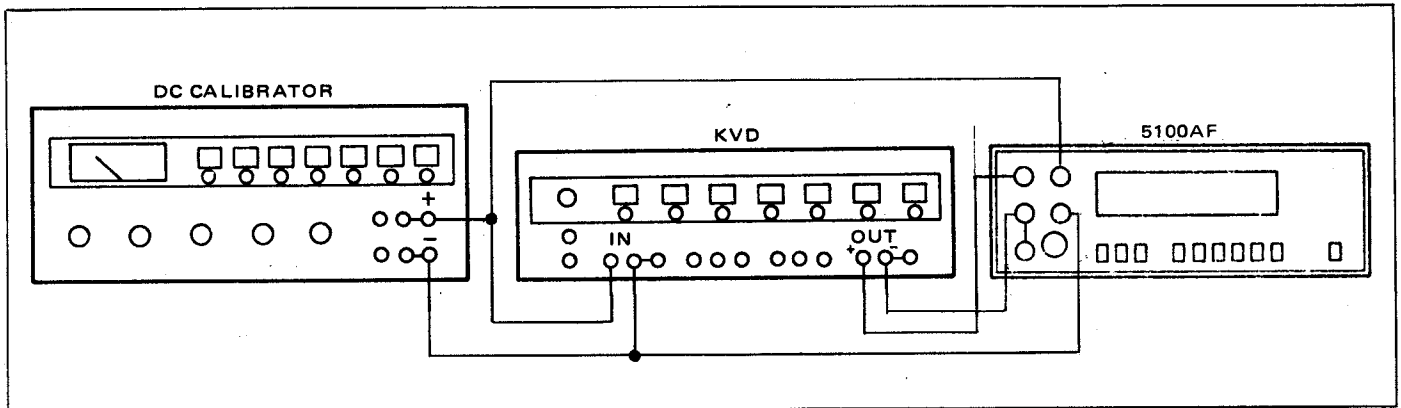 DC CALIBRATOR
KVD
5100AF
+
−
IN
OUT
+ −